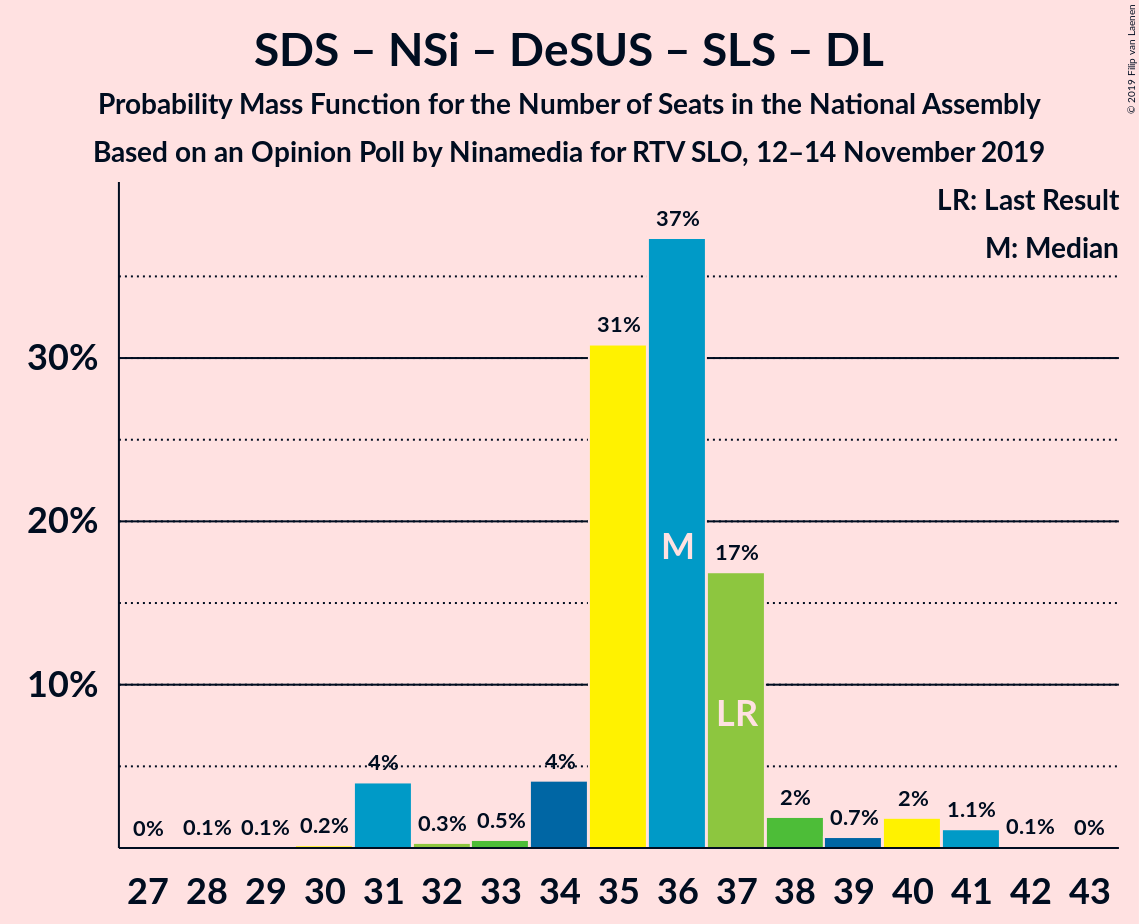 SDS – NSi – DeSUS – SLS – DL
Probability Mass Function for the Number of Seats in the National Assembly
Based on an Opinion Poll by Ninamedia for RTV SLO, 12–14 November 2019
© 2019 Filip van Laenen
LR: Last Result
M: Median
37%
31%
30%
M
20%
17%
LR
10%
4%
4%
2%
2%
1.1%
0.7%
0.5%
0.3%
0.2%
0.1%
0.1%
0.1%
0%
0%
27 28 29 30 31 32 33 34 35 36 37 38 39 40 41 42 43